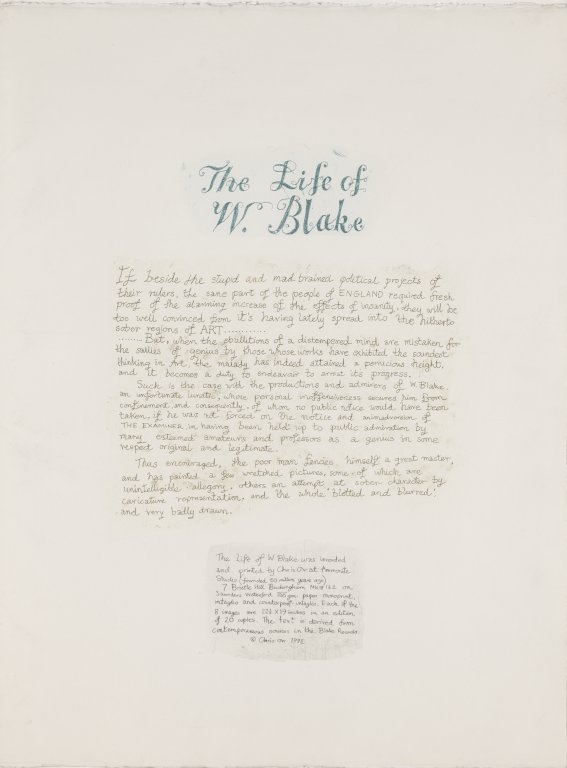 The Life of
W. Blake
If beside the stupid and mad brained political projects of
their rulers, the sane part of the people of ENGLAND required fresh
proof of the alarming increase of the effects of insanity, they will be
too well convinced from it's having lately spread into the hitherto
sober regions of ART............
........But, when the ebullitions of a distempered mind are mistaken for
the sallies of genius by those whose works have exhibited the soundest
thinking in Art, the malady has indeed attained a pernicious height,
and it becomes a duty to endeavour to arrest its progress.
Such is the case with the productions and admirers of W. Blake.
an unfortunate lunatic, whose personal inoffensiveness secures him from
confinement, and consequently, of whom no public notice would have been
taken, if he was not forced on the notice and animadversion of
THE EXAMINER in having been held up to public admiration by
many esteemed amateurs and professors as a genius in some
respect original and legitimate.
Thus encouraged, the poor man fancies himself a great master,
and has painted a few wretched pictures, some of which are
unintelligible allegory, others an attempt at sober character by
caricature representation, and the whole 'blotted and blurred'
and very badly drawn.
The Life of W. Blake was invented
and printed by Chris Orr at Ammonite
Studio (founded 60 million years ago)
7 Bristle Hill Buckingham MK18 1EZ on
Saunders Waterford 355 gsm paper monoprint,
intaglio and counterproof intaglio. Each of the
8 images are X19 inches in an edition
of 20 copies. The text is derived from
contemporaneous sources in the Blake Records.
© Chris Orr